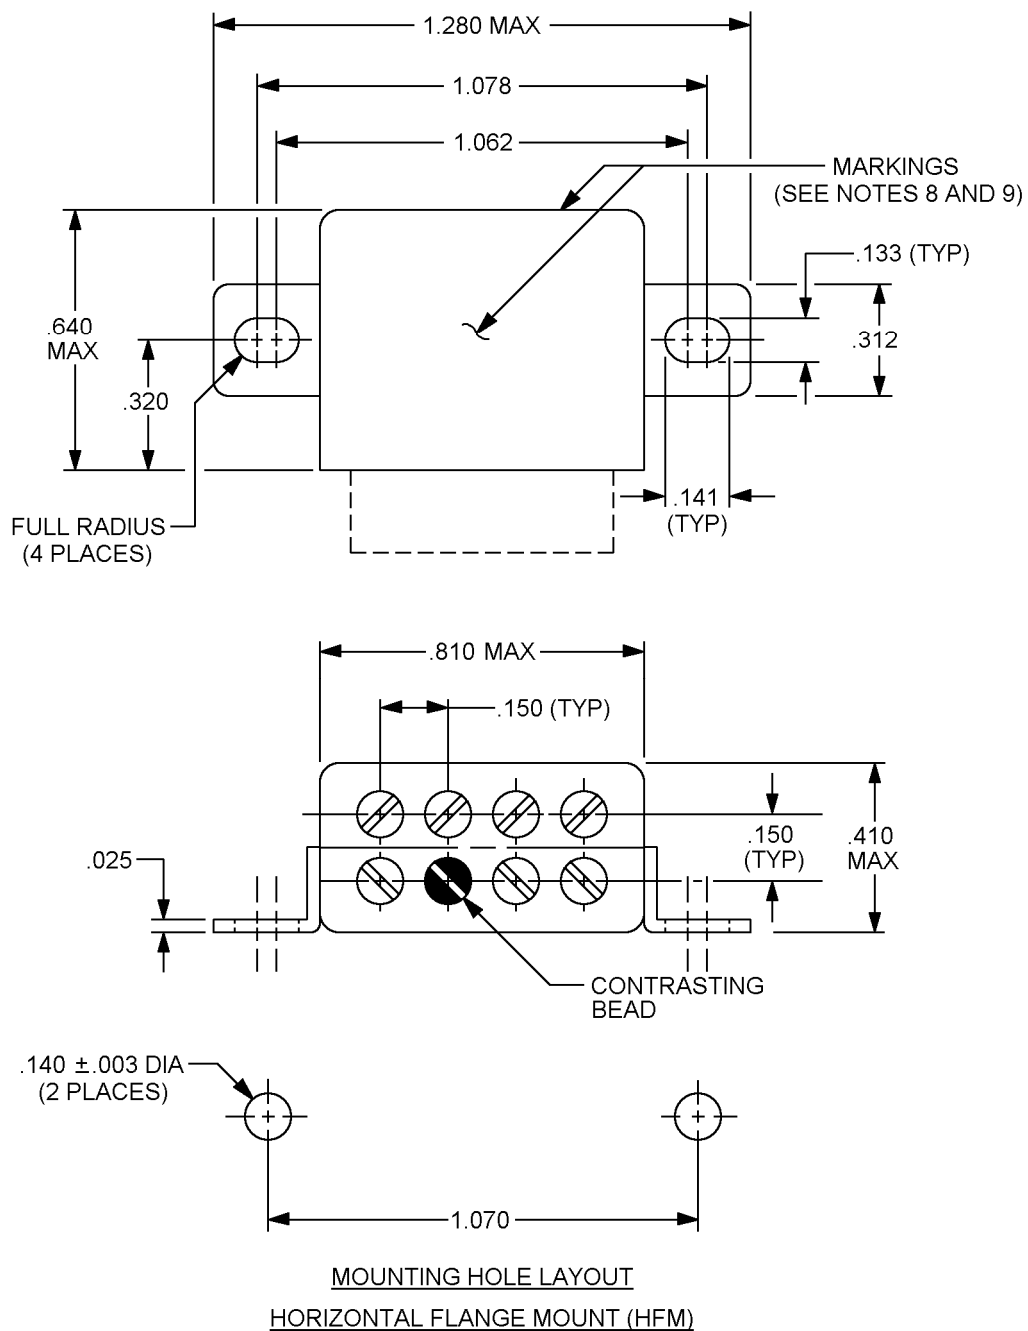 1.280 MAX
1.078
1.062
MARKINGS
(SEE NOTES 8 AND 9)
.133 (TYP)
.640
MAX
.312
.320
.141
(TYP)
FULL RADIUS
(4 PLACES)
.810 MAX
.150 (TYP)
.025
.150
(TYP)
.410
MAX
CONTRASTING
BEAD
.140 ±.003 DIA
(2 PLACES)
1.070
MOUNTING HOLE LAYOUT
HORIZONTAL FLANGE MOUNT (HFM)